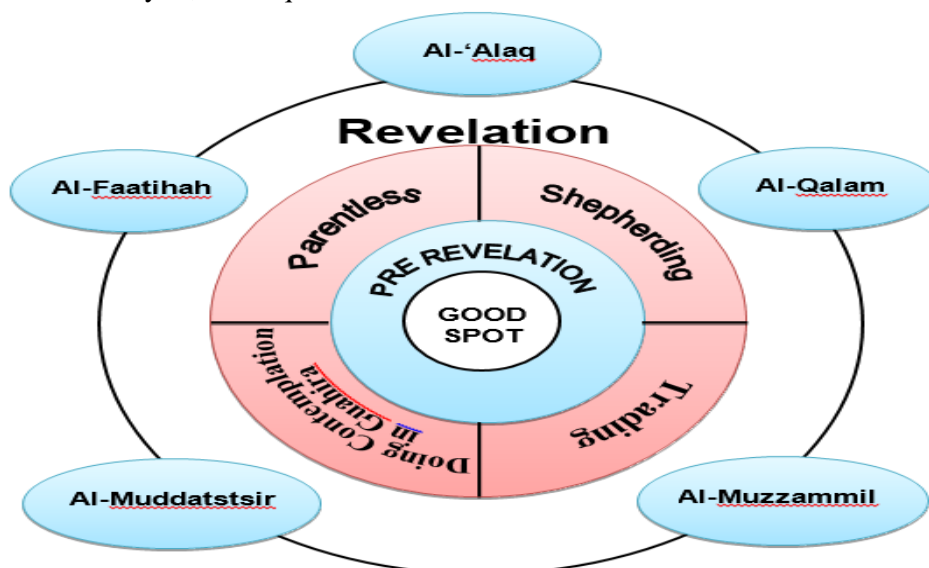 Al-‘Alaq
Revelation
Al-Faatihah
Al-Qalam
Parentless
Shepherding
PRE REVELATION
GOOD
SPOT
Doing Contemplation
in Guahira
Trading
Al-Muddatstsir
Al-Muzzammil